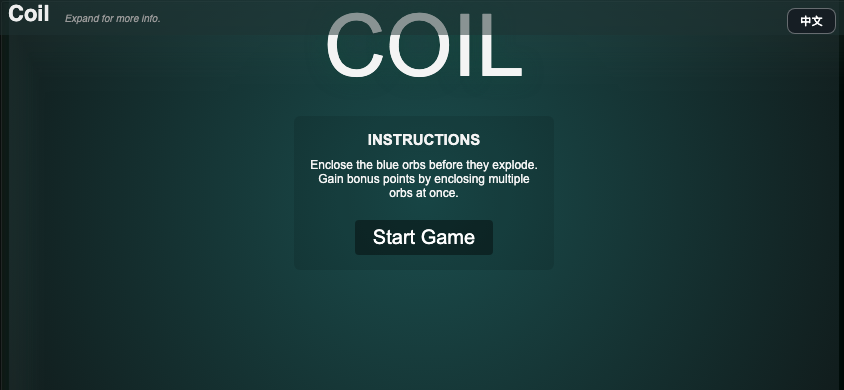 Coil
Expand for more info.
中文
COIL
INSTRUCTIONS
Enclose the blue orbs before they explode.
Gain bonus points by enclosing multiple
orbs at once.
Start Game